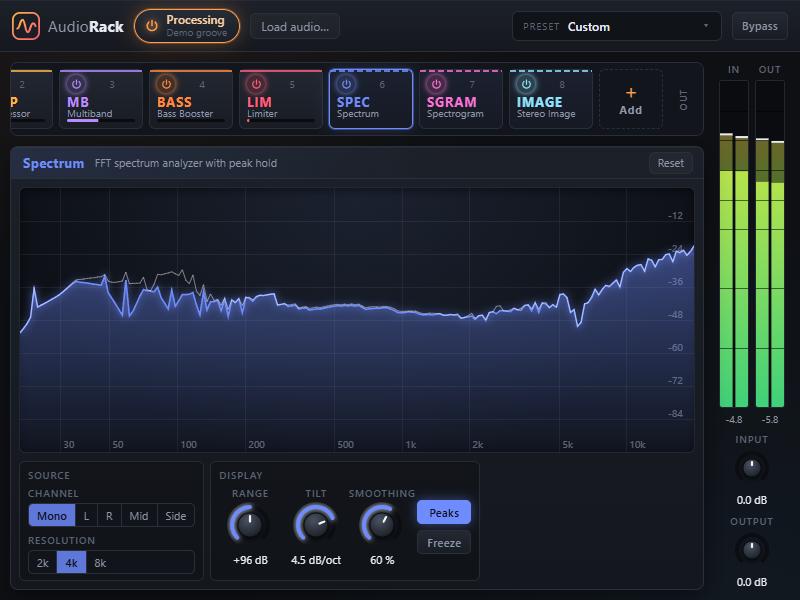 AudioRack
Processing
Demo groove
Load audio...
PRESET Custom
Bypass
2
P
ssor
3
MB
Multiband
4
BASS
Bass Booster
5
LIM
Limiter
6
SPEC
Spectrum
7
SGRAM
Spectrogram
8
IMAGE
Stereo Image
+
Add
OUT
IN OUT
Spectrum FFT spectrum analyzer with peak hold
Reset
-12
-24
-36
-48
-60
-72
-84
30 50 100 200 500 1k 2k 5k 10k
-4.8 -5.8
INPUT
0.0 dB
OUTPUT
0.0 dB
SOURCE
CHANNEL
Mono L R Mid Side
RESOLUTION
2k 4k 8k
DISPLAY
RANGE TILT SMOOTHING
+96 dB 4.5 dB/oct 60 %
Peaks
Freeze